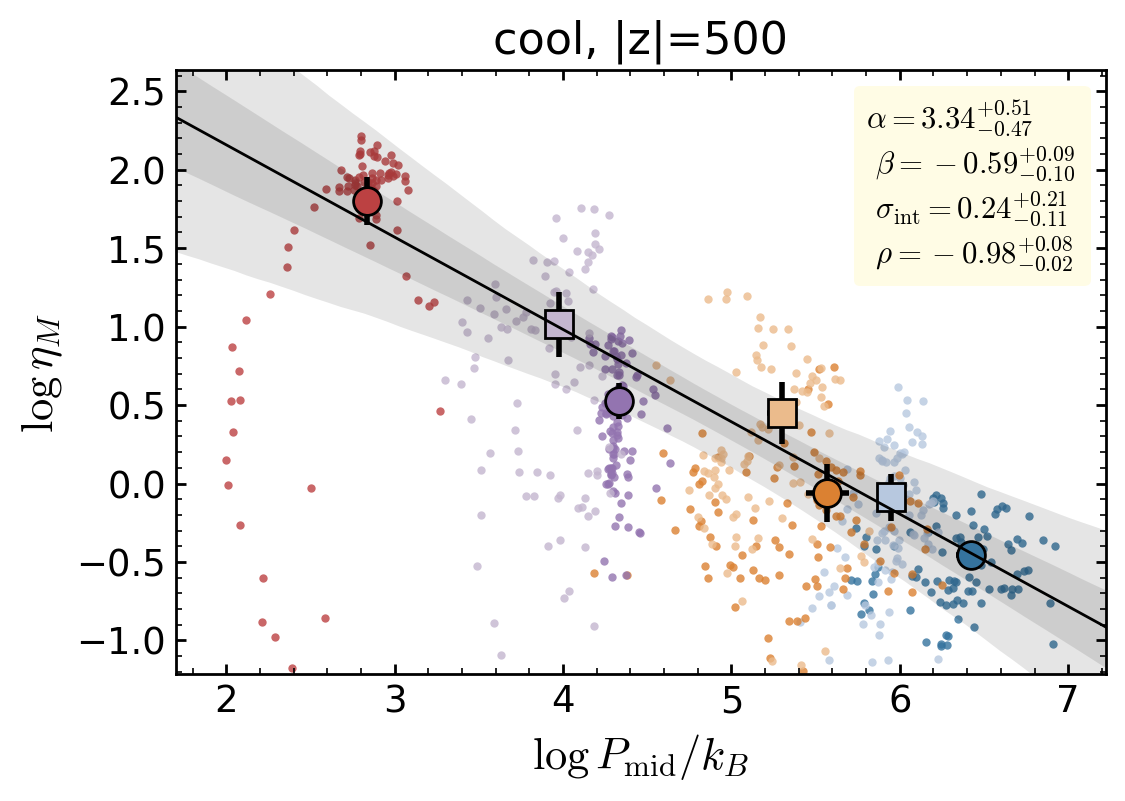 cool, |z|=500
2.5
2.0
1.5
1.0
0.5
0.0
−0.5
−1.0
log η_M
α = 3.34^{+0.51}_{−0.47}
β = −0.59^{+0.09}_{−0.10}
σ_int = 0.24^{+0.21}_{−0.11}
ρ = −0.98^{+0.08}_{−0.02}
2 3 4 5 6 7
log P_mid/k_B